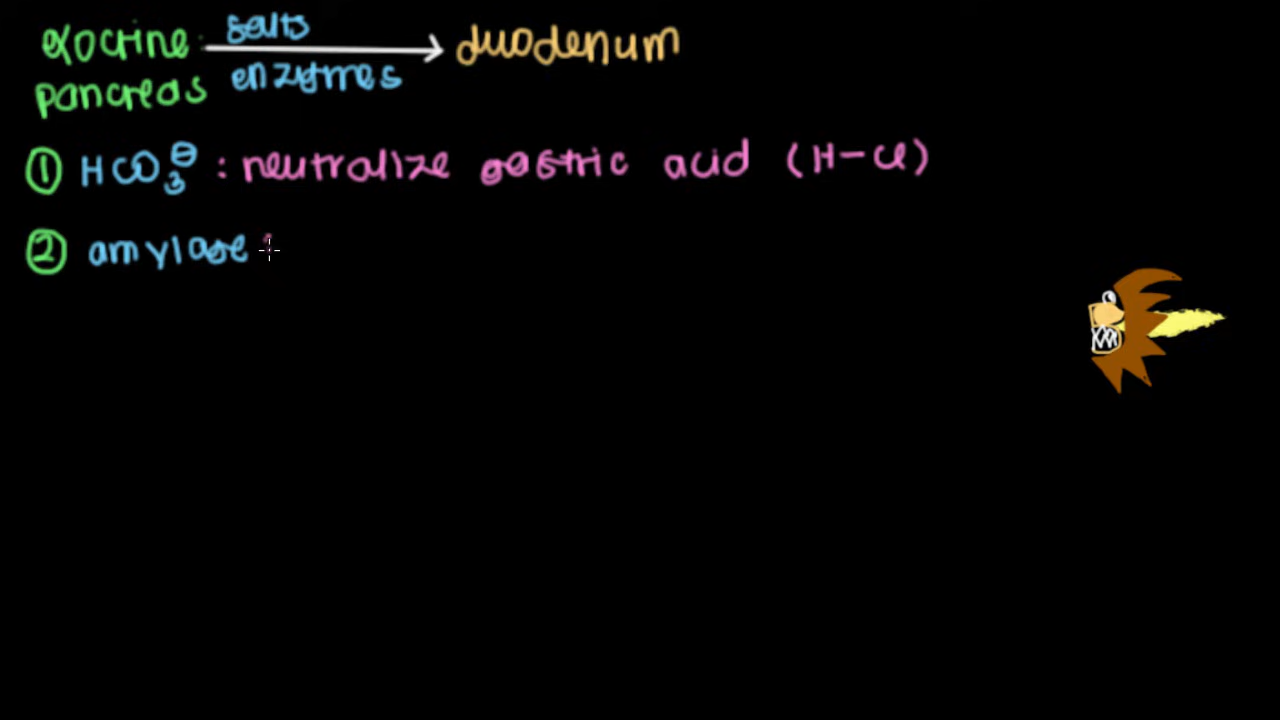 exocrine salts duodenum
pancreas enzymes
① HCO₃⊖ : neutralize gastric acid (H-Cl)
② amylase :